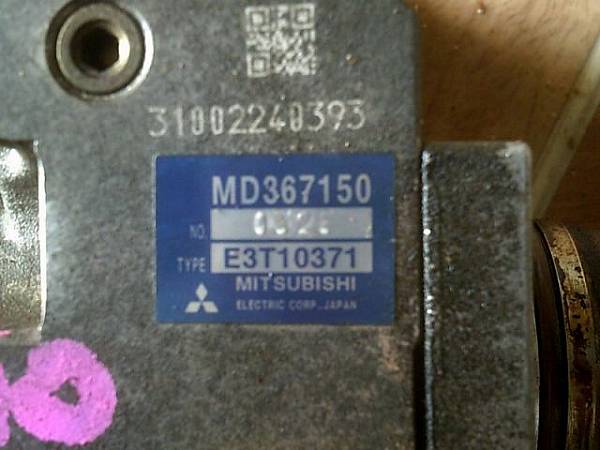 31002240393
MD367150
NO.
TYPE E3T10371
MITSUBISHI
ELECTRIC CORP.,JAPAN